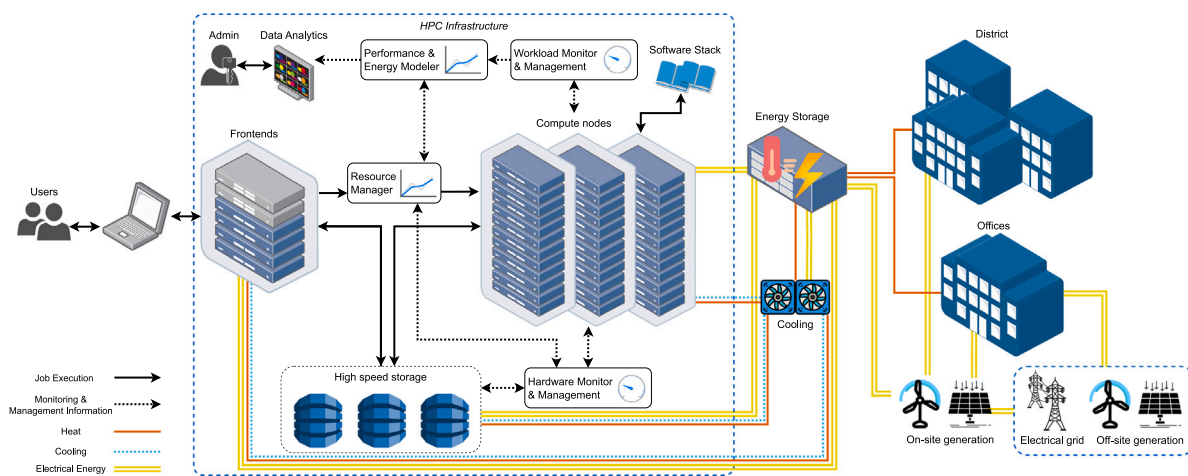 HPC Infrastructure
Admin
Data Analytics
Performance &
Energy Modeler
Workload Monitor
& Management
Software Stack
District
Frontends
Compute nodes
Energy Storage
Resource
Manager
Users
Offices
Cooling
High speed storage
Hardware Monitor
& Management
Job Execution
Monitoring &
Management Information
Heat
Cooling
Electrical Energy
On-site generation
Electrical grid
Off-site generation